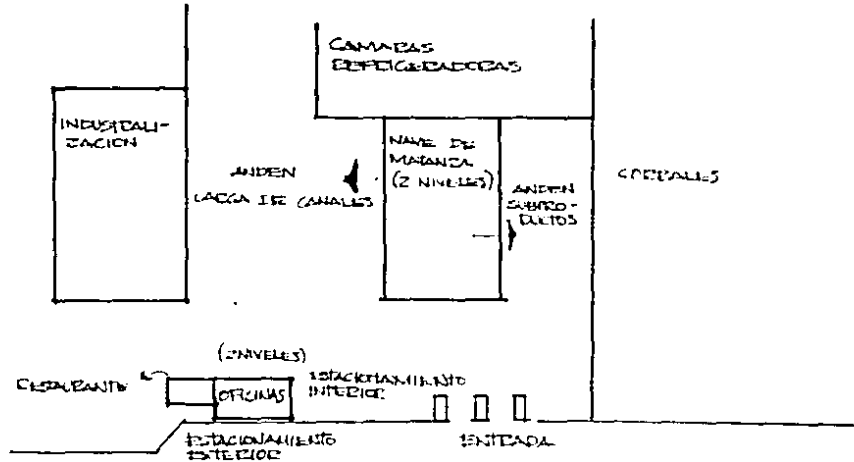 CAMARAS
REFRIGERADORAS
INDUSTRIALI-
ZACION
NAVE DE
MATANZA
(2 NIVELES)
ANDEN
CARGA DE CANALES
ANDEN
SUBPRO-
DUCTOS
CORRALES
(2 NIVELES)
RESTAURANTE
OFICINAS
ESTACIONAMIENTO
INTERIOR
ESTACIONAMIENTO
EXTERIOR
ENTRADA